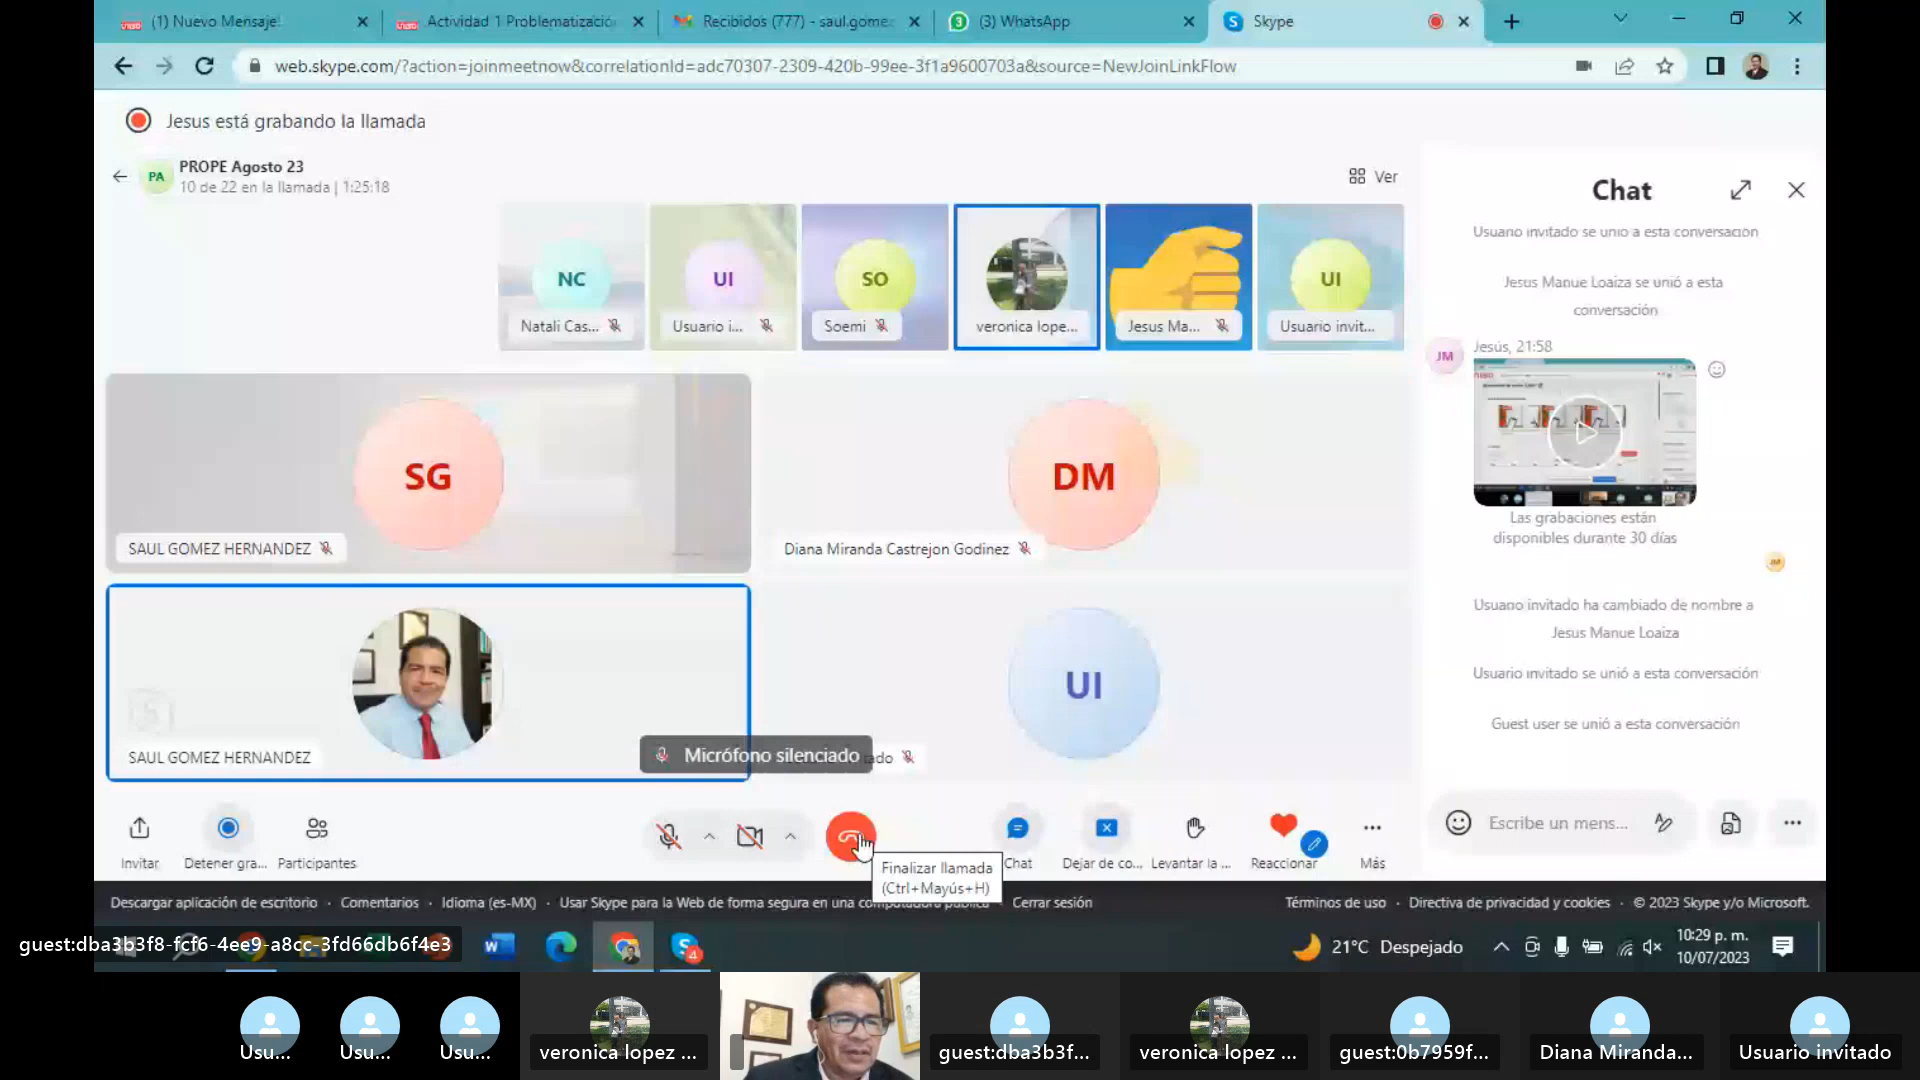 (1) Nuevo Mensaje!
Actividad 1 Problematizació
Recibidos (777) - saul.gome
(3) WhatsApp
Skype
web.skype.com/?action=joinmeetnow&correlationId=adc70307-2309-420b-99ee-3f1a9600703a&source=NewJoinLinkFlow
Jesus está grabando la llamada
PA
PROPE Agosto 23
10 de 22 en la llamada | 1:25:18
Ver
NC
Natali Cas...
UI
Usuario i...
SO
Soemi
veronica lope...
Jesus Ma...
UI
Usuario invit...
SG
SAUL GOMEZ HERNANDEZ
DM
Diana Miranda Castrejon Godinez
SAUL GOMEZ HERNANDEZ
UI
tado
Micrófono silenciado
Chat
Usuario invitado se unió a esta conversación
Jesus Manue Loaiza se unió a esta
conversación
JM
Jesús, 21:58
Las grabaciones están
disponibles durante 30 días
JM
Usuario invitado ha cambiado de nombre a
Jesus Manue Loaiza
Usuario invitado se unió a esta conversación
Guest user se unió a esta conversación
Escribe un mens...
Invitar
Detener gra...
Participantes
Chat
Dejar de co...
Levantar la ...
Reaccionar
Más
Finalizar llamada
(Ctrl+Mayús+H)
Descargar aplicación de escritorio
Comentarios
Idioma (es-MX)
Usar Skype para la Web de forma segura en una computadora pública
Cerrar sesión
Términos de uso
Directiva de privacidad y cookies
© 2023 Skype y/o Microsoft.
guest:dba3b3f8-fcf6-4ee9-a8cc-3fd66db6f4e3
4
21°C Despejado
10:29 p. m.
10/07/2023
Usu...
Usu...
Usu...
veronica lopez ...
guest:dba3b3f...
veronica lopez ...
guest:0b7959f...
Diana Miranda...
Usuario invitado